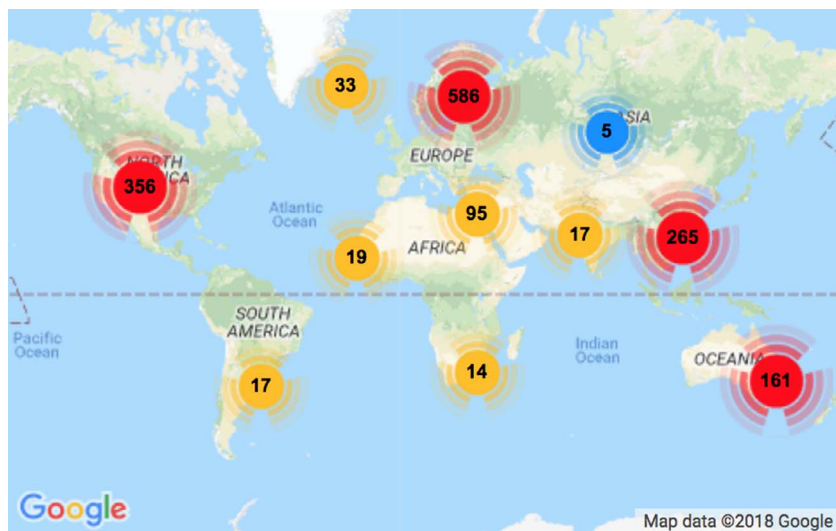 33
586
5
ASIA
EUROPE
NORTH
AMERICA
356
Atlantic
Ocean
95
AFRICA
17
265
19
SOUTH
AMERICA
Pacific
Ocean
Indian
Ocean
OCEANIA
17
14
161
Google
Map data ©2018 Google